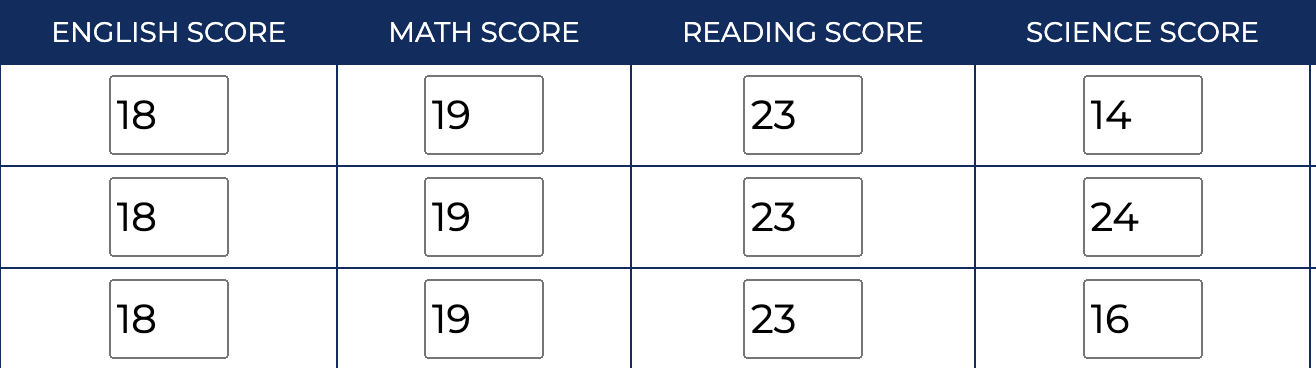 ENGLISH SCORE MATH SCORE READING SCORE SCIENCE SCORE
18 19 23 14
18 19 23 24
18 19 23 16